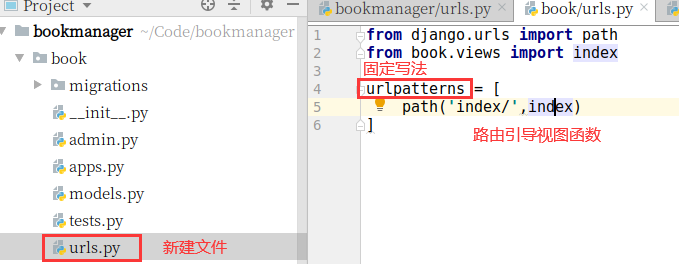 Project
bookmanager ~/Code/bookmanager
book
migrations
__init__.py
admin.py
apps.py
models.py
tests.py
urls.py
新建文件
bookmanager/urls.py
book/urls.py
1 from django.urls import path
2 from book.views import index
3
固定写法
4 urlpatterns = [
5 path('index/',index)
6 ]
路由引导视图函数